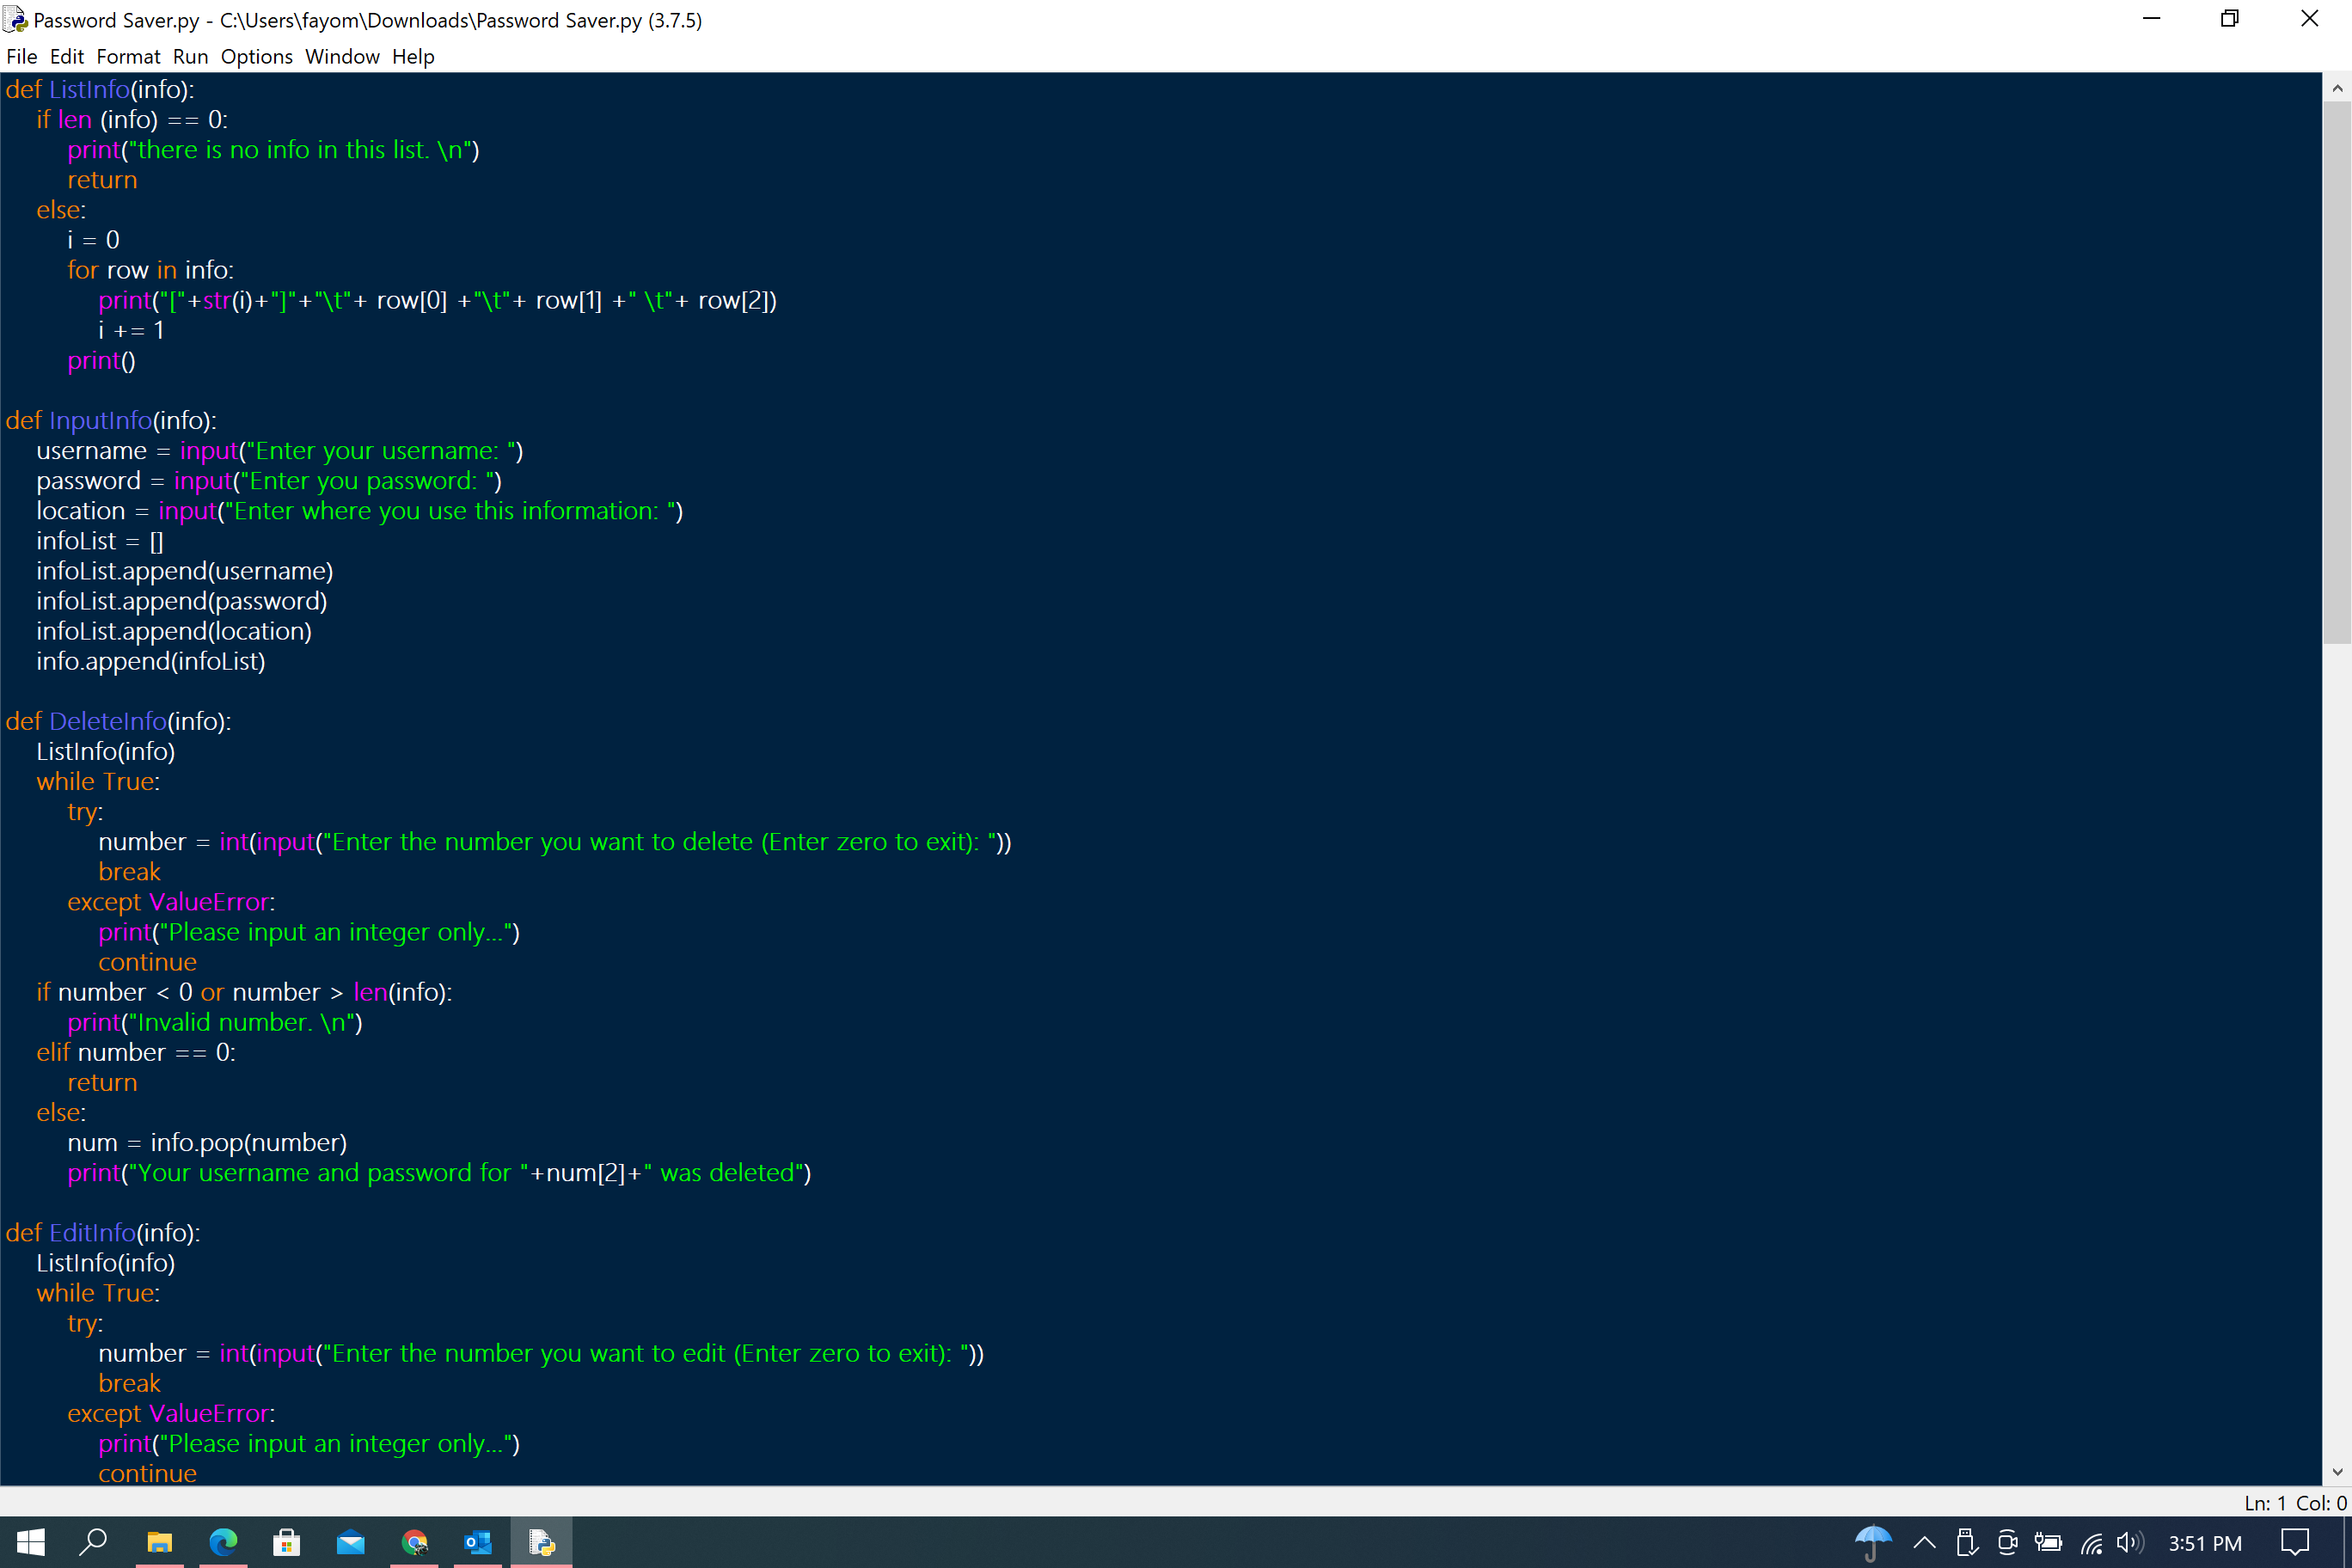 Password Saver.py - C:\Users\fayom\Downloads\Password Saver.py (3.7.5)
File Edit Format Run Options Window Help
def ListInfo(info):
    if len (info) == 0:
        print("there is no info in this list. \n")
        return
    else:
        i = 0
        for row in info:
            print("["+str(i)+"]"+"\t"+ row[0] +"\t"+ row[1] +" \t"+ row[2])
            i += 1
        print()

def InputInfo(info):
    username = input("Enter your username: ")
    password = input("Enter you password: ")
    location = input("Enter where you use this information: ")
    infoList = []
    infoList.append(username)
    infoList.append(password)
    infoList.append(location)
    info.append(infoList)

def DeleteInfo(info):
    ListInfo(info)
    while True:
        try:
            number = int(input("Enter the number you want to delete (Enter zero to exit): "))
            break
        except ValueError:
            print("Please input an integer only...")
            continue
    if number < 0 or number > len(info):
        print("Invalid number. \n")
    elif number == 0:
        return
    else:
        num = info.pop(number)
        print("Your username and password for "+num[2]+" was deleted")

def EditInfo(info):
    ListInfo(info)
    while True:
        try:
            number = int(input("Enter the number you want to edit (Enter zero to exit): "))
            break
        except ValueError:
            print("Please input an integer only...")
            continue
Ln: 1 Col: 0
3:51 PM